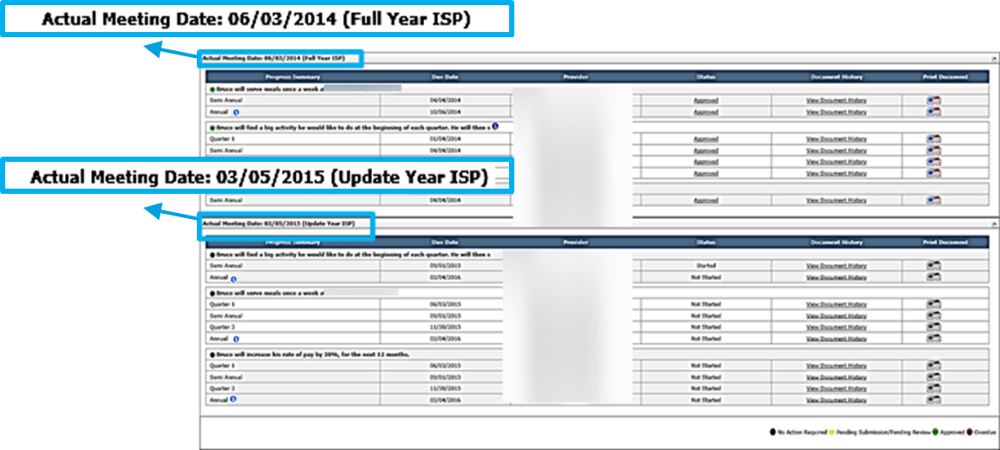 Actual Meeting Date: 06/03/2014 (Full Year ISP)
Actual Meeting Date: 06/03/2014 (Full Year ISP)
Progress Summary Due Date Provider Status Document History Print Document
Bruce will serve meals once a week a
Semi Annual 04/04/2014 Approved View Document History
Annual 10/06/2014 Approved View Document History
Bruce will find a big activity he would like to do at the beginning of each quarter. He will then s
Quarter 1 01/04/2014 Approved View Document History
Semi Annual 04/04/2014 Approved View Document History
Approved View Document History
Actual Meeting Date: 03/05/2015 (Update Year ISP)
Approved View Document History
Semi Annual 04/04/2014 Approved View Document History
Actual Meeting Date: 03/05/2015 (Update Year ISP)
Progress Summary Due Date Provider Status Document History Print Document
Bruce will find a big activity he would like to do at the beginning of each quarter. He will then s
Semi Annual 09/01/2015 Started View Document History
Annual 03/04/2016 Not Started View Document History
Bruce will serve meals once a week a
Quarter 1 06/03/2015 Not Started View Document History
Semi Annual 09/01/2015 Not Started View Document History
Quarter 3 11/30/2015 Not Started View Document History
Annual 03/04/2016 Not Started View Document History
Bruce will increase his rate of pay by 20%, for the next 12 months.
Quarter 1 06/03/2015 Not Started View Document History
Semi Annual 09/01/2015 Not Started View Document History
Quarter 3 11/30/2015 Not Started View Document History
Annual 03/04/2016 Not Started View Document History
No Action Required Pending Submission/Pending Review Approved Overdue